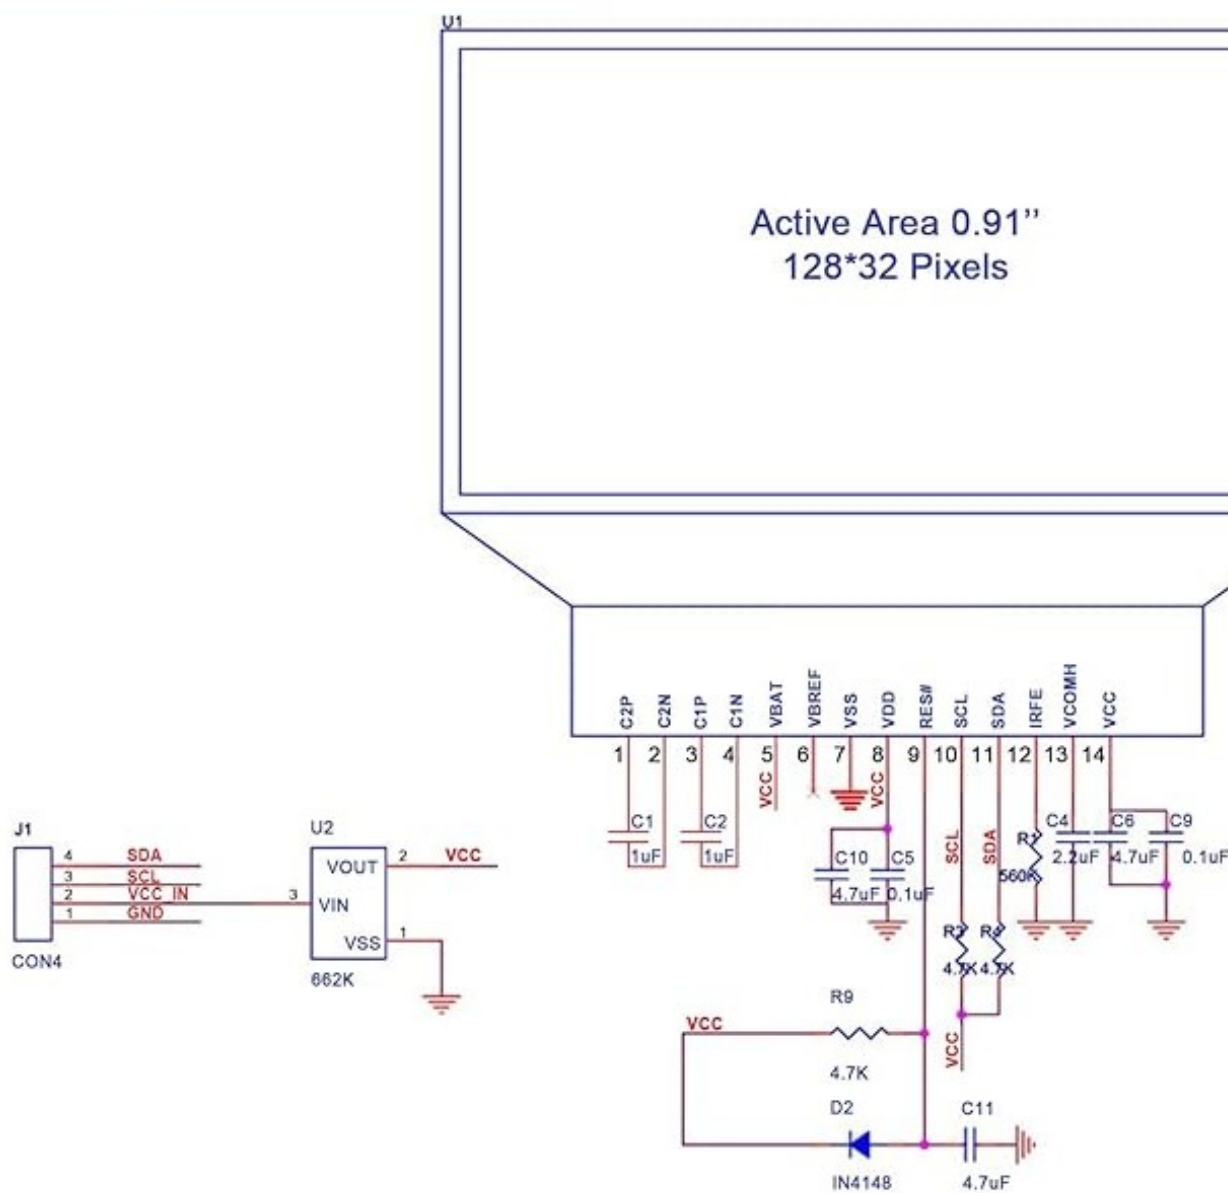 U1
Active Area 0.91’’
128*32 Pixels
C2P C2N C1P C1N VBAT VBREF VSS VDD RES# SCL SDA IRFE VCOMH VCC
1 2 3 4 5 6 7 8 9 10 11 12 13 14
VCC VCC
C1 C2 R1 C4 C6 C9
1uF 1uF SCL SDA 2.2uF 4.7uF 0.1uF
C10 C5 560K
4.7uF 0.1uF
J1 U2
4 SDA VOUT 2 VCC
3 SCL
2 VCC_IN 3 VIN
1 GND
VSS 1
CON4 662K
R3 R4
4.7K 4.7K
R9
VCC VCC
4.7K
D2 C11
IN4148 4.7uF